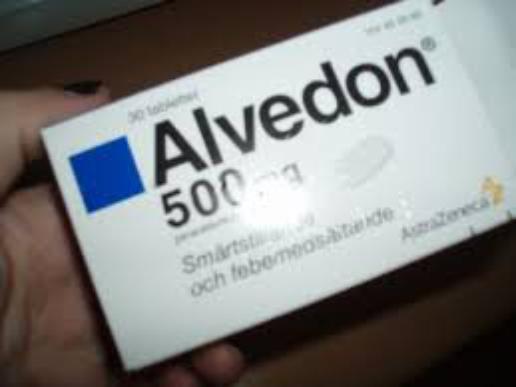 30 tabletter
Alvedon®
500 mg
Smärtstillande
och febernedsättande
AstraZeneca